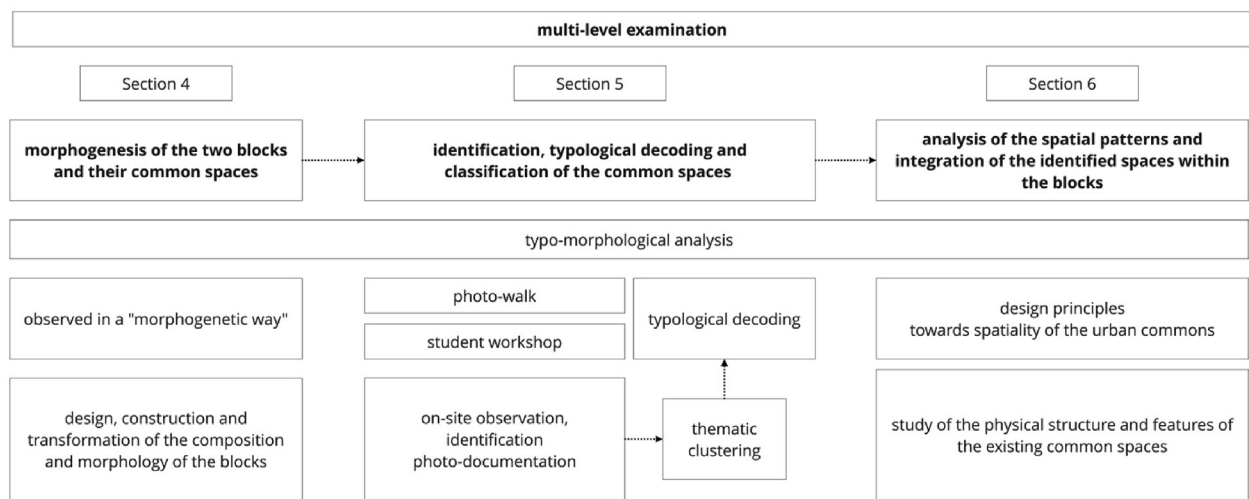 multi-level examination
Section 4
Section 5
Section 6
morphogenesis of the two blocks
and their common spaces
identification, typological decoding and
classification of the common spaces
analysis of the spatial patterns and
integration of the identified spaces within
the blocks
typo-morphological analysis
observed in a "morphogenetic way"
photo-walk
student workshop
typological decoding
design principles
towards spatiality of the urban commons
design, construction and
transformation of the composition
and morphology of the blocks
on-site observation,
identification
photo-documentation
thematic
clustering
study of the physical structure and features of
the existing common spaces